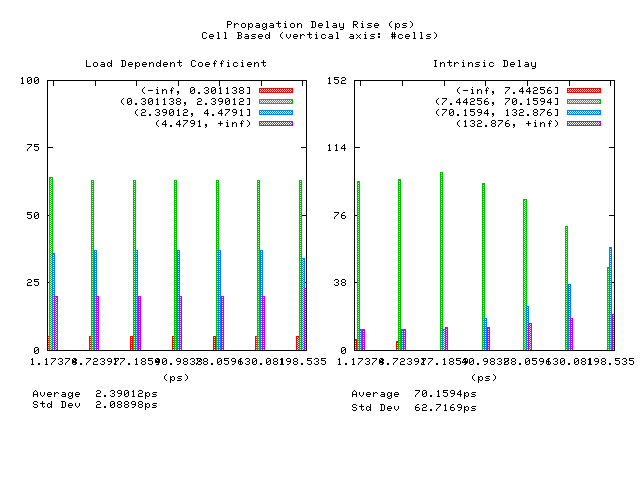 Propagation Delay Rise (ps)
Cell Based (vertical axis: #cells)
Load Dependent Coefficient
100
75
50
25
0
(-inf, 0.301138]
(0.301138, 2.39012]
(2.39012, 4.4791]
(4.4791, +inf)
1.17378
198.535
(ps)
Average 2.39012ps
Std Dev 2.08898ps
Intrinsic Delay
152
114
76
38
0
(-inf, 7.44256]
(7.44256, 70.1594]
(70.1594, 132.876]
(132.876, +inf)
1.17378
198.535
(ps)
Average 70.1594ps
Std Dev 62.7169ps